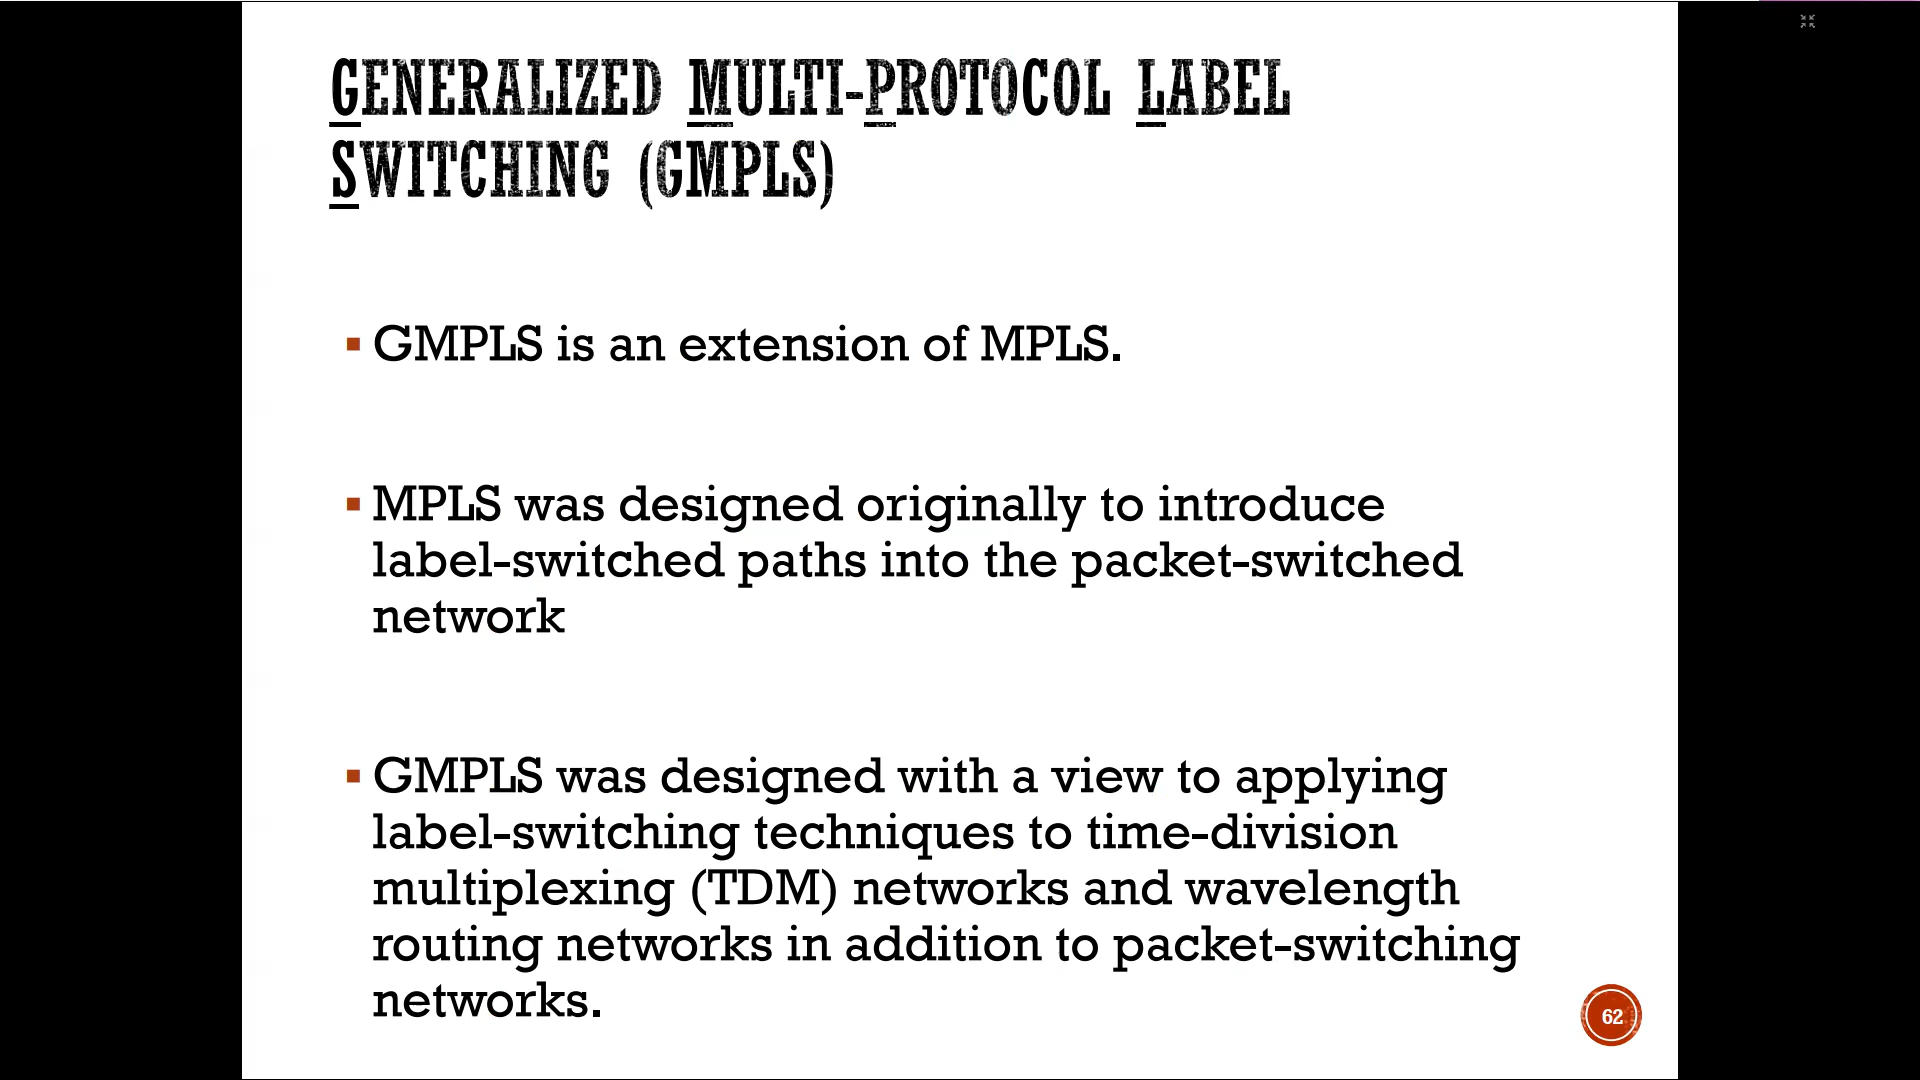 GENERALIZED MULTI-PROTOCOL LABEL
SWITCHING (GMPLS)
▪ GMPLS is an extension of MPLS.
▪ MPLS was designed originally to introduce
label-switched paths into the packet-switched
network
▪ GMPLS was designed with a view to applying
label-switching techniques to time-division
multiplexing (TDM) networks and wavelength
routing networks in addition to packet-switching
networks.
62